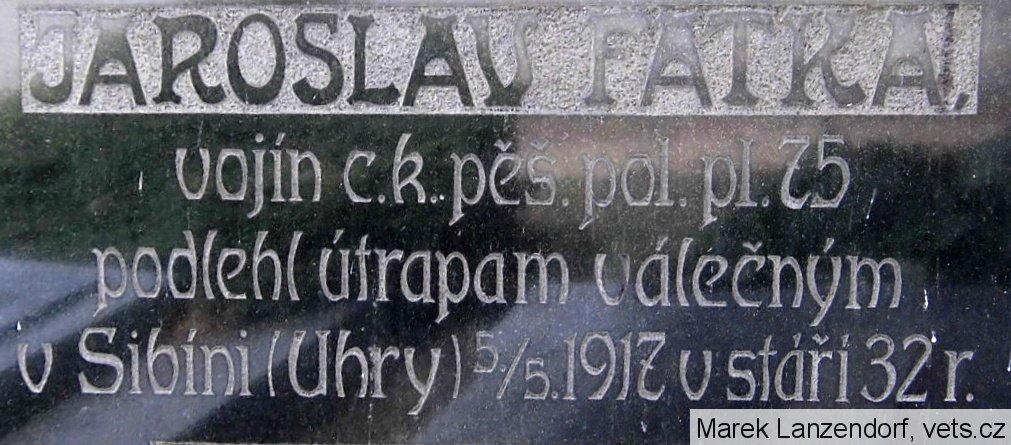 JAROSLAV FATKA,
vojín c.k. pěš. pol. pl. 75
podlehl útrapam válečným
v Sibíni (Uhry) 5/5. 1917 v stáří 32 r.
Marek Lanzendorf, vets.cz